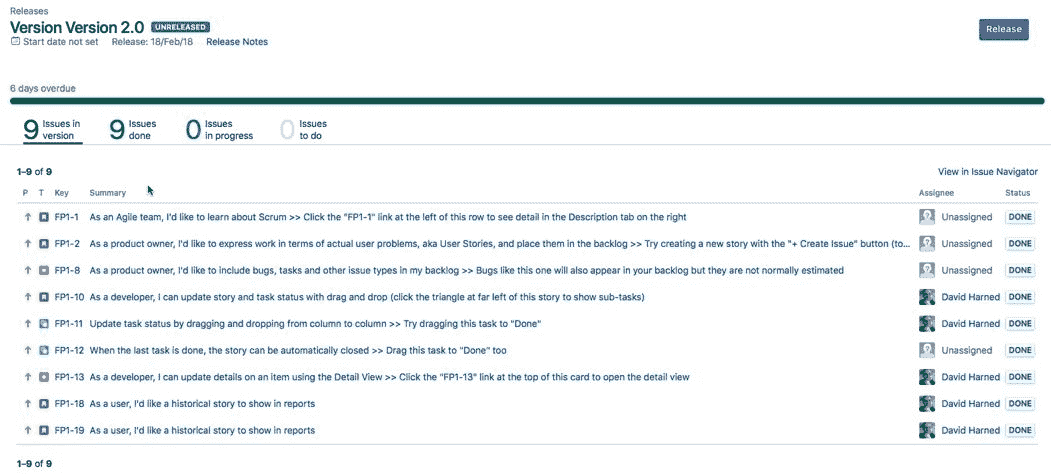 Releases
Version Version 2.0 UNRELEASED
Start date not set Release: 18/Feb/18 Release Notes
Release
6 days overdue
9 Issues in version
9 Issues done
0 Issues in progress
0 Issues to do
1–9 of 9 View in Issue Navigator
P T Key Summary Assignee Status
FP1-1 As an Agile team, I'd like to learn about Scrum >> Click the "FP1-1" link at the left of this row to see detail in the Description tab on the right Unassigned DONE
FP1-2 As a product owner, I'd like to express work in terms of actual user problems, aka User Stories, and place them in the backlog >> Try creating a new story with the "+ Create Issue" button (to... Unassigned DONE
FP1-8 As a product owner, I'd like to include bugs, tasks and other issue types in my backlog >> Bugs like this one will also appear in your backlog but they are not normally estimated Unassigned DONE
FP1-10 As a developer, I can update story and task status with drag and drop (click the triangle at far left of this story to show sub-tasks) David Harned DONE
FP1-11 Update task status by dragging and dropping from column to column >> Try dragging this task to "Done" David Harned DONE
FP1-12 When the last task is done, the story can be automatically closed >> Drag this task to "Done" too Unassigned DONE
FP1-13 As a developer, I can update details on an item using the Detail View >> Click the "FP1-13" link at the top of this card to open the detail view David Harned DONE
FP1-18 As a user, I'd like a historical story to show in reports David Harned DONE
FP1-19 As a user, I'd like a historical story to show in reports David Harned DONE
1–9 of 9